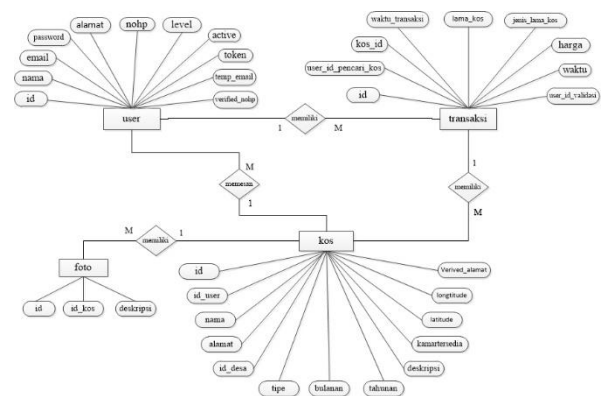 waktu_transaksi
lama_kos
jenis_lama_kos
alamat
nohp
level
password
active
kos_id
harga
email
token
user_id_pencari_kos
waktu
nama
temp_email
id
verified_nohp
id
user_id_validasi
user
memiliki
transaksi
1
M
M
1
memesan
memiliki
1
M
M
memiliki
1
kos
foto
id
Verived_alamat
id
id_kos
deskripsi
id_user
longtitude
nama
latitude
alamat
kamartersedia
id_desa
deskripsi
tipe
bulanan
tahunan